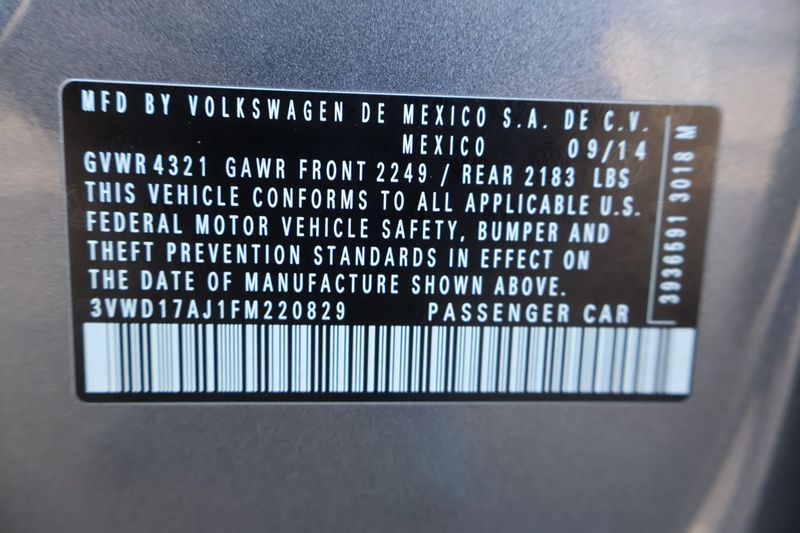 MFD BY VOLKSWAGEN DE MEXICO S.A. DE C.V.
MEXICO 09/14
GVWR 4321 GAWR FRONT 2249 / REAR 2183 LBS
THIS VEHICLE CONFORMS TO ALL APPLICABLE U.S.
FEDERAL MOTOR VEHICLE SAFETY, BUMPER AND
THEFT PREVENTION STANDARDS IN EFFECT ON
THE DATE OF MANUFACTURE SHOWN ABOVE.
3VWD17AJ1FM220829 PASSENGER CAR
3936591 3018 M